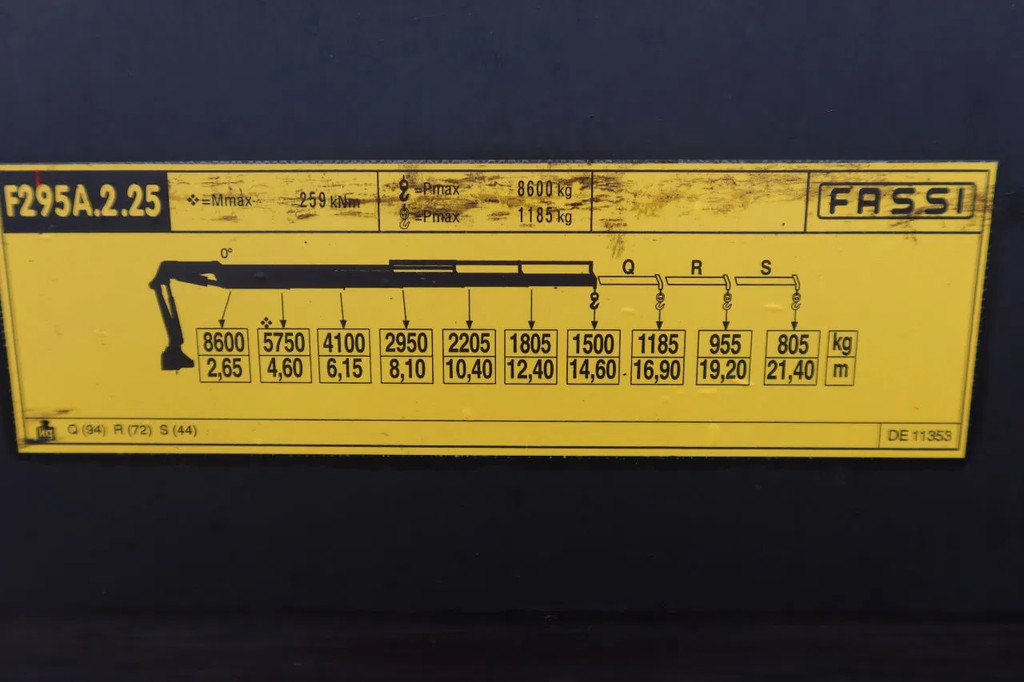 F295A.2.25
=Mmax 259 kNm
=Pmax 8600 kg
=Pmax 1185 kg
FASSI
0°
Q R S
8600 5750 4100 2950 2205 1805 1500 1185 955 805 kg
2,65 4,60 6,15 8,10 10,40 12,40 14,60 16,90 19,20 21,40 m
kg Q (94) R (72) S (44)
DE 11353